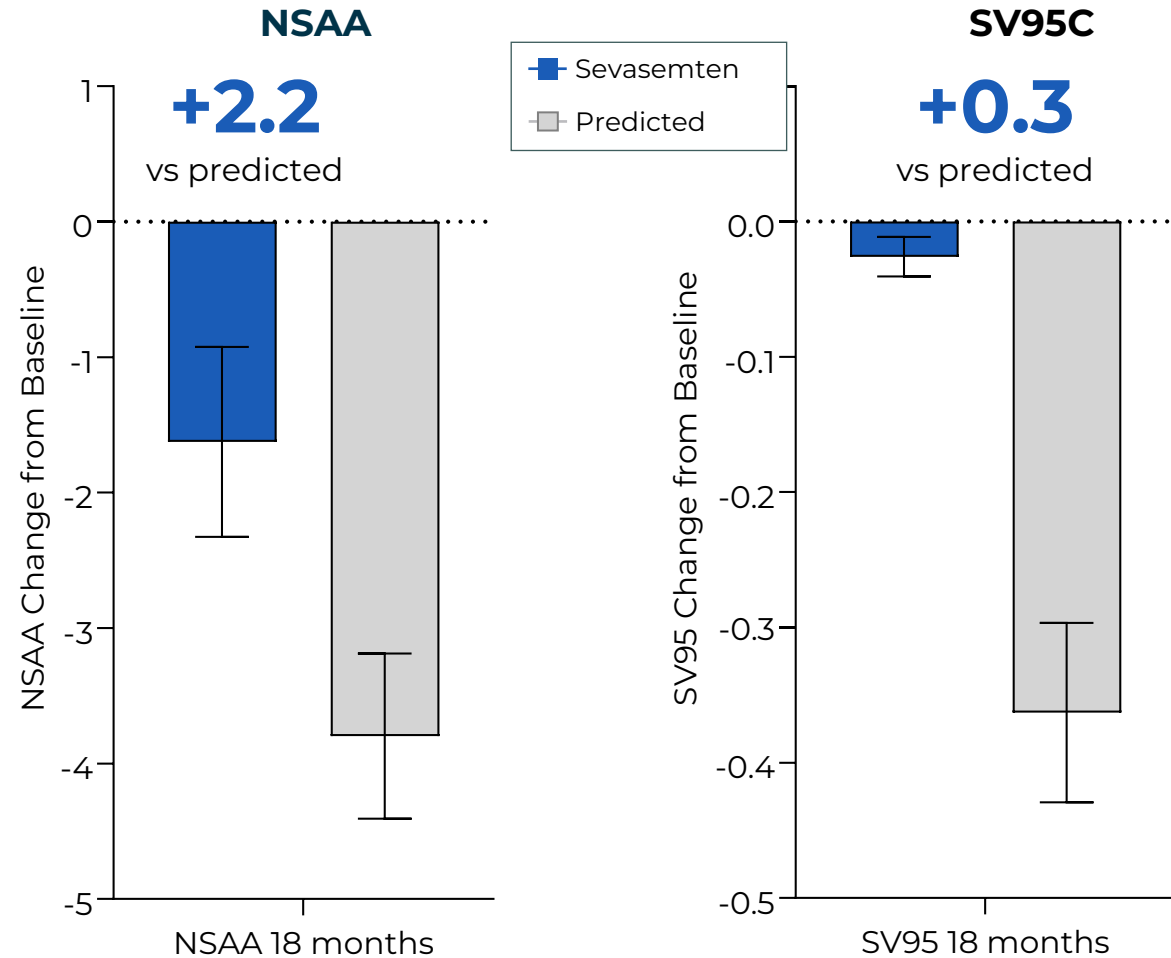 NSAA
+2.2
vs predicted
1
0
-1
-2
-3
-4
-5
NSAA Change from Baseline
NSAA 18 months
Sevasemten
Predicted
SV95C
+0.3
vs predicted
0.0
-0.1
-0.2
-0.3
-0.4
-0.5
SV95 Change from Baseline
SV95 18 months